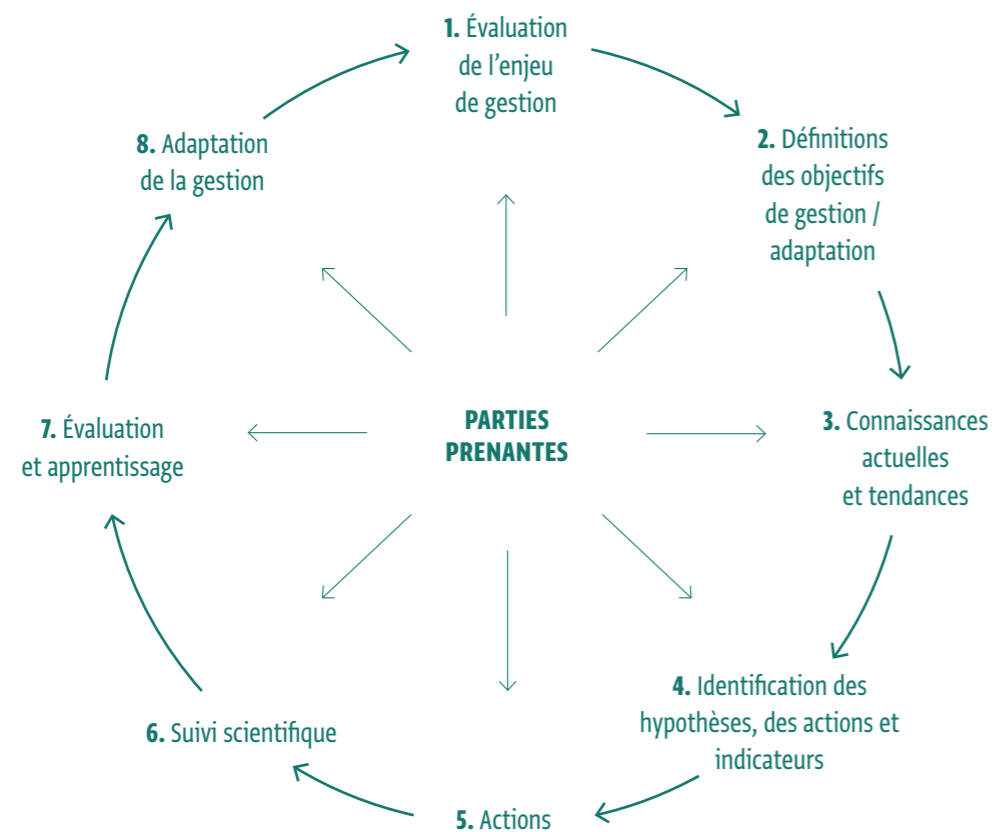 1. Évaluation
de l’enjeu
de gestion
2. Définitions
des objectifs
de gestion /
adaptation
3. Connaissances
actuelles
et tendances
4. Identification des
hypothèses, des actions et
indicateurs
5. Actions
6. Suivi scientifique
7. Évaluation
et apprentissage
8. Adaptation
de la gestion
PARTIES
PRENANTES